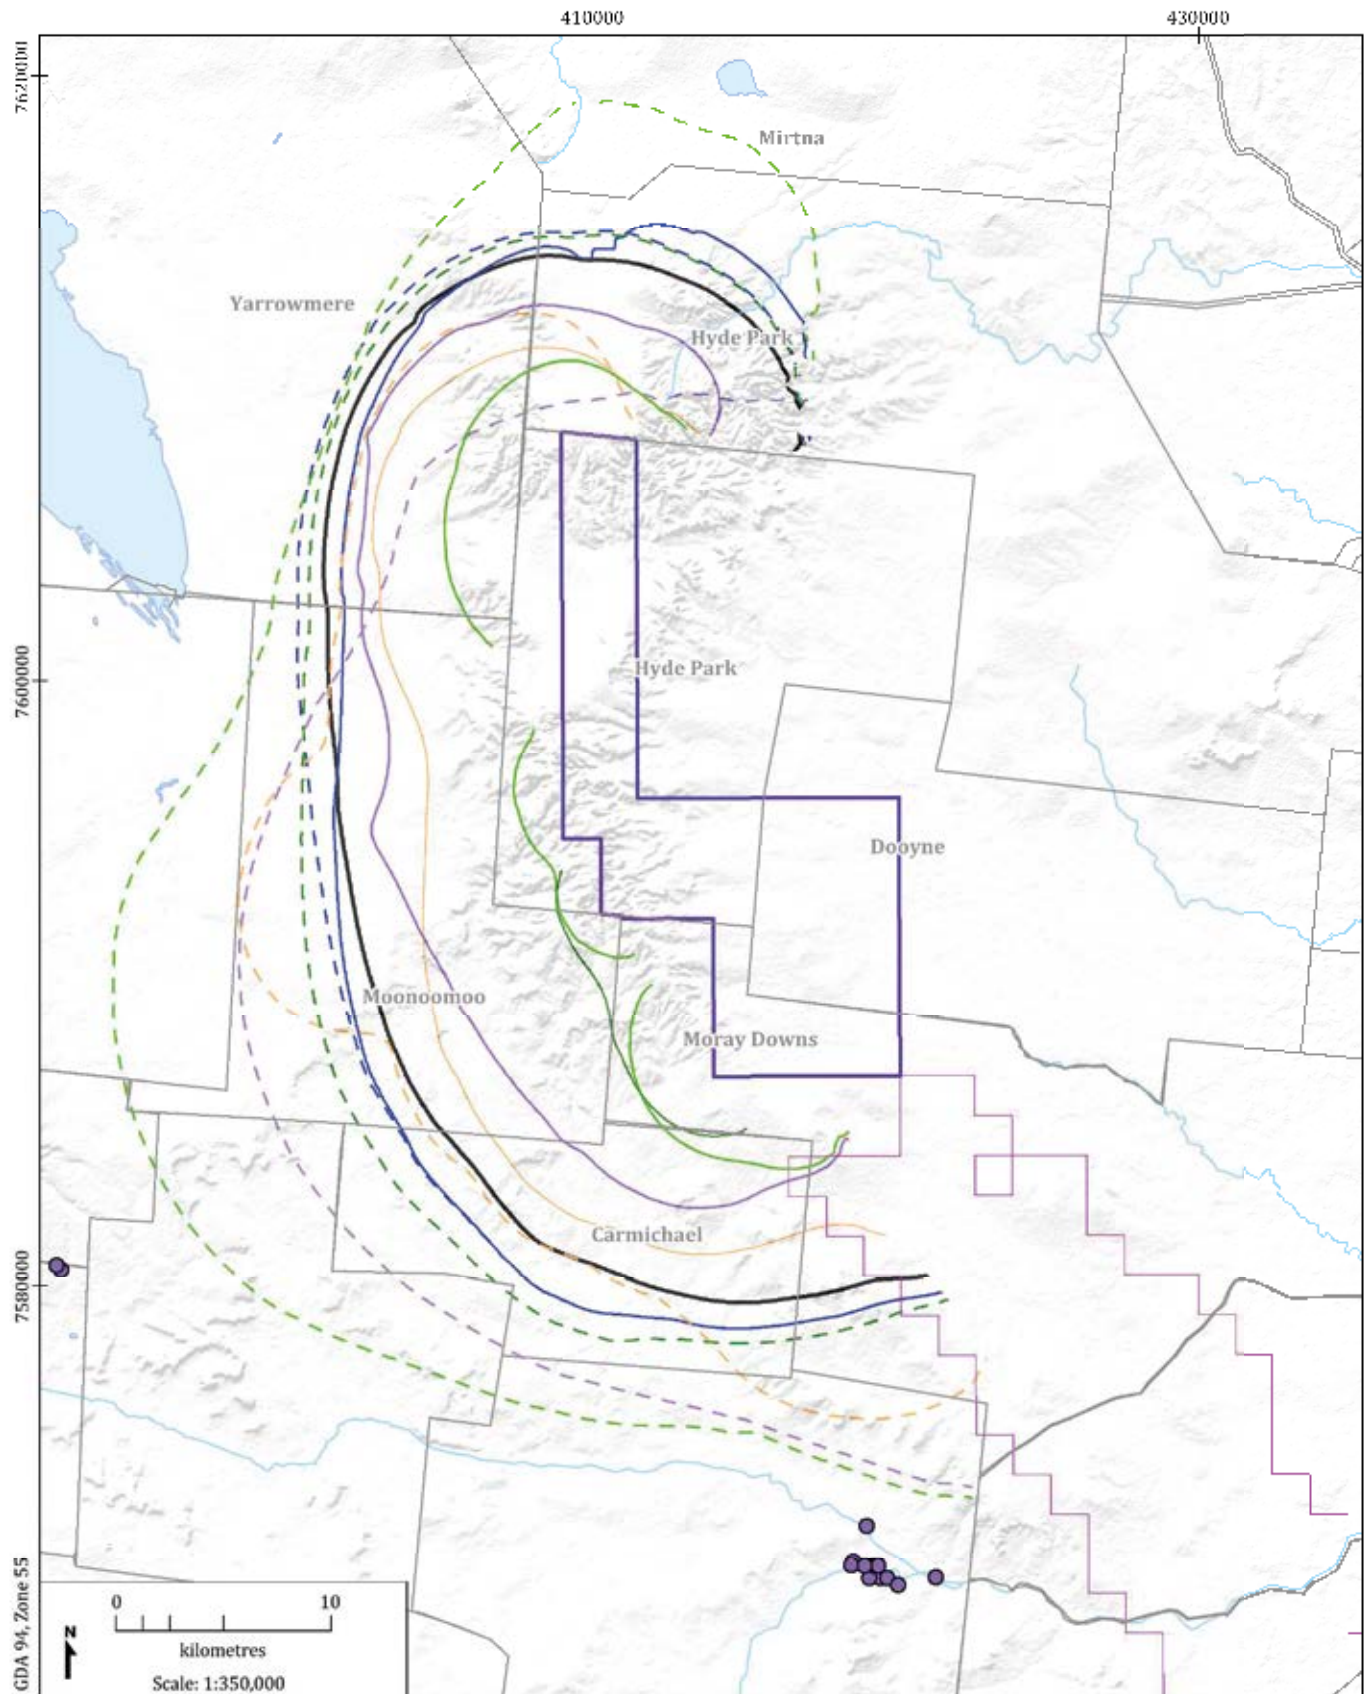 410000
430000
7620000
Mirtna
Yarrowmere
Hyde Park
7600000
Hyde Park
Dooyne
Moonoomoo
Moray Downs
Carmichael
7580000
GDA 94, Zone 55
0
10
N
kilometres
Scale: 1:350,000